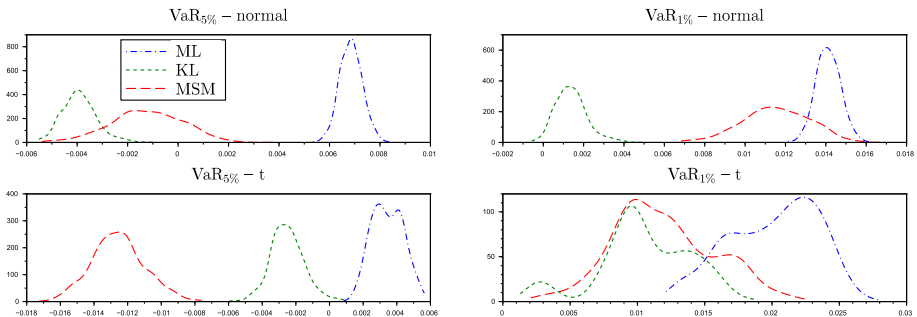 VaR5% – normal
VaR1% – normal
800
600
400
200
0
ML
KL
MSM
−0.006 −0.004 −0.002 0 0.002 0.004 0.006 0.008 0.01
600
400
200
0
−0.002 0 0.002 0.004 0.006 0.008 0.01 0.012 0.014 0.016 0.018
VaR5% – t
VaR1% – t
400
300
200
100
0
−0.018 −0.016 −0.014 −0.012 −0.01 −0.008 −0.006 −0.004 −0.002 0 0.002 0.004 0.006
100
50
0
0 0.005 0.01 0.015 0.02 0.025 0.03